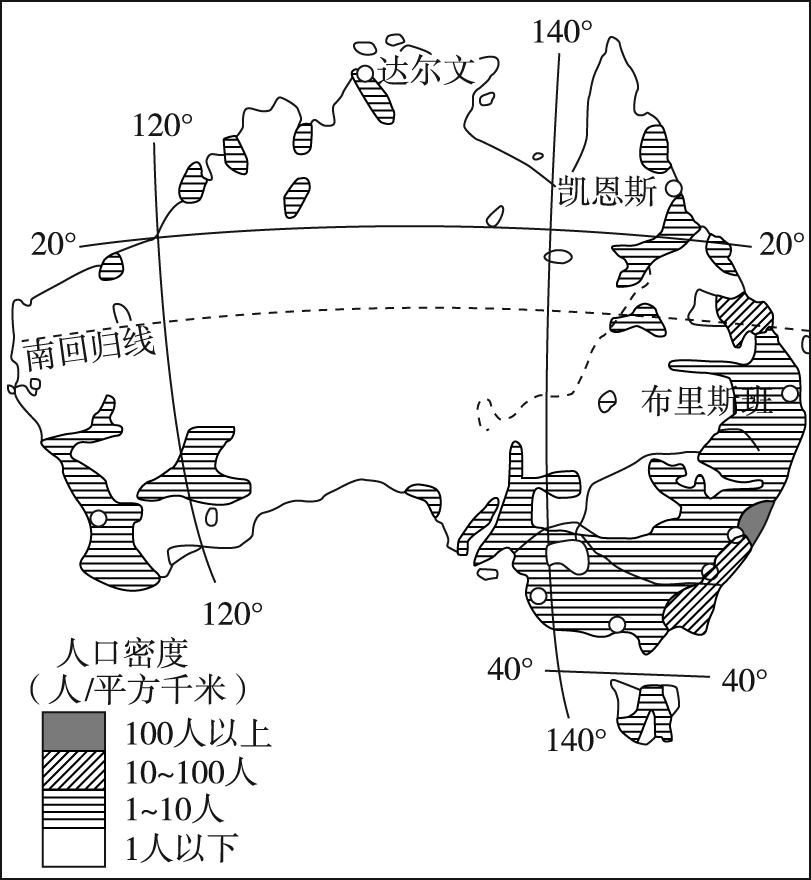 140°
达尔文
120°
凯恩斯
20°
20°
南回归线
布里斯班
120°
40°
40°
140°
人口密度
（人/平方千米）
100人以上
10~100人
1~10人
1人以下